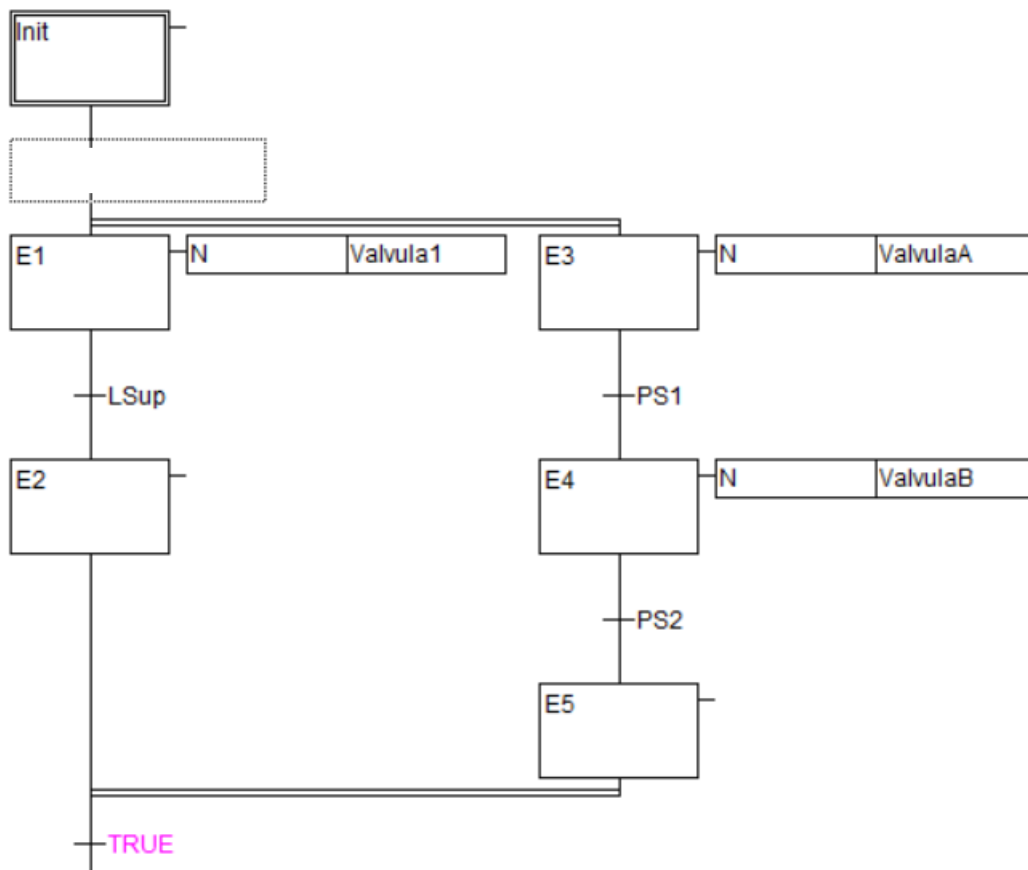 Init
E1 N Valvula1 E3 N ValvulaA
LSup PS1
E2 E4 N ValvulaB
PS2
E5
TRUE